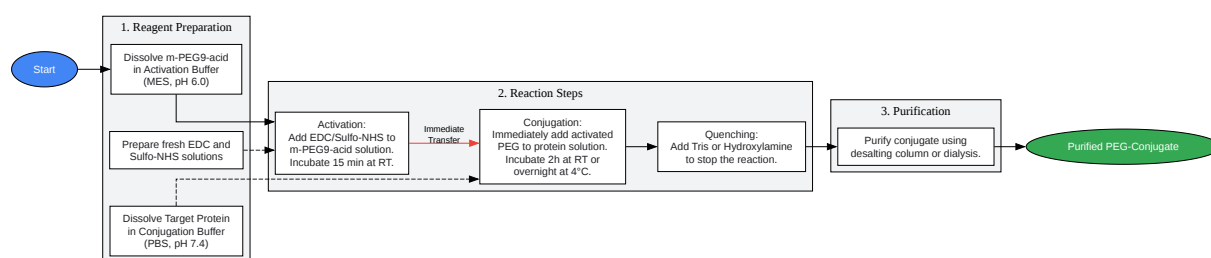 Start
1. Reagent Preparation
Dissolve m-PEG9-acid
in Activation Buffer
(MES, pH 6.0)
Prepare fresh EDC and
Sulfo-NHS solutions
Dissolve Target Protein
in Conjugation Buffer
(PBS, pH 7.4)
2. Reaction Steps
Activation:
Add EDC/Sulfo-NHS to
m-PEG9-acid solution.
Incubate 15 min at RT.
Immediate
Transfer
Conjugation:
Immediately add activated
PEG to protein solution.
Incubate 2h at RT or
overnight at 4°C.
Quenching:
Add Tris or Hydroxylamine
to stop the reaction.
3. Purification
Purify conjugate using
desalting column or dialysis.
Purified PEG-Conjugate